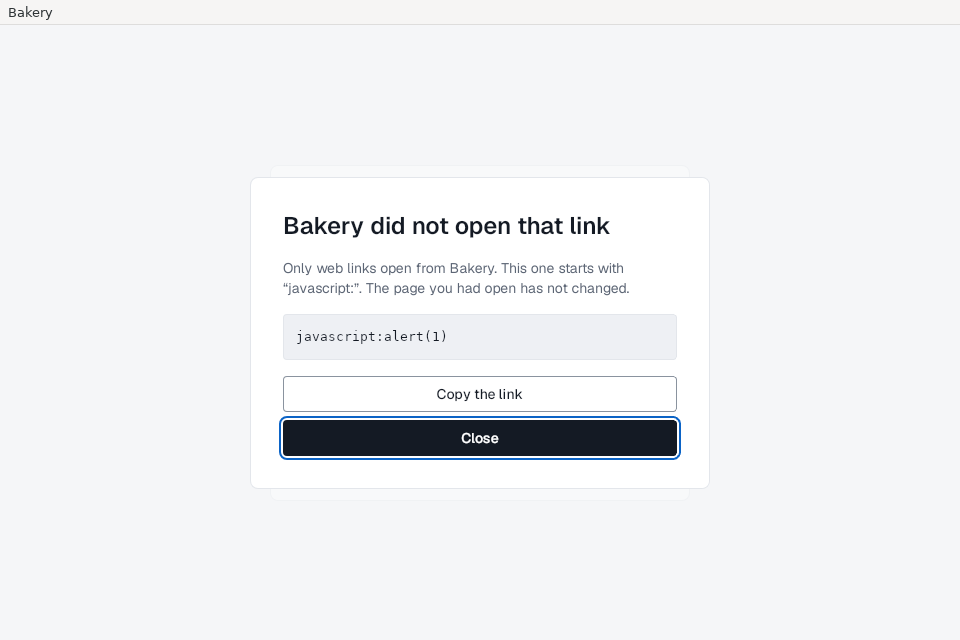 Bakery
Bakery did not open that link
Only web links open from Bakery. This one starts with
“javascript:”. The page you had open has not changed.
javascript:alert(1)
Copy the link
Close